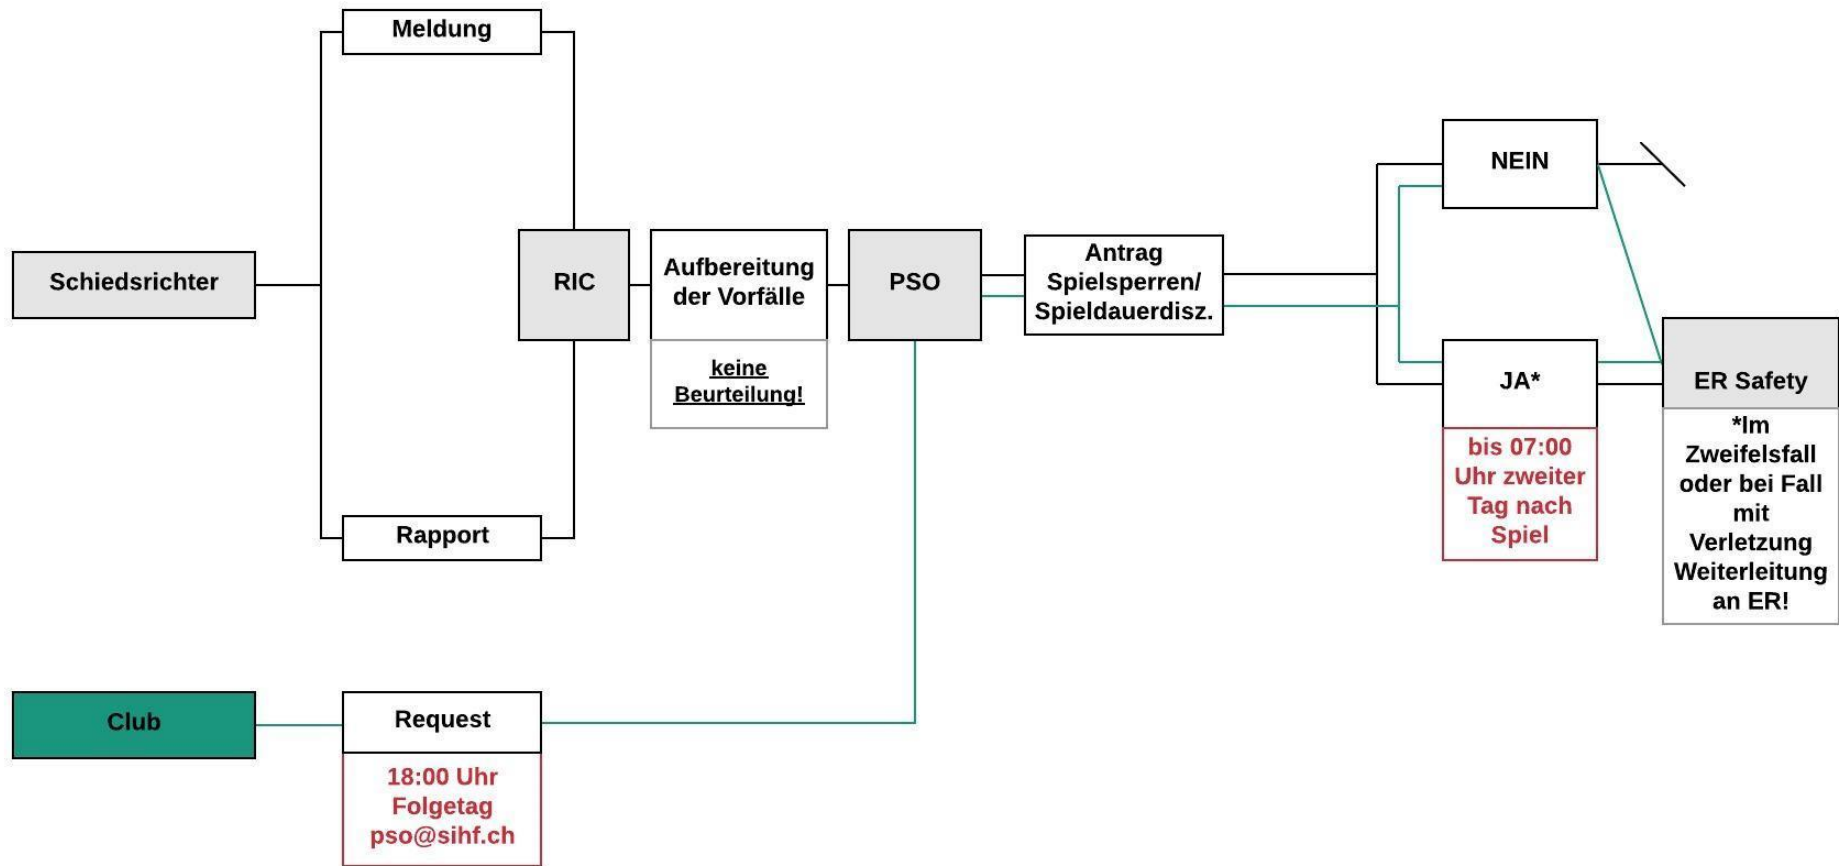 Meldung
Schiedsrichter
RIC
Aufbereitung
der Vorfälle
keine
Beurteilung!
Rapport
PSO
Antrag
Spielsperren/
Spieldauerdisz.
NEIN
JA*
bis 07:00
Uhr zweiter
Tag nach
Spiel
ER Safety
*Im
Zweifelsfall
oder bei Fall
mit
Verletzung
Weiterleitung
an ER!
Club
Request
18:00 Uhr
Folgetag
pso@sihf.ch